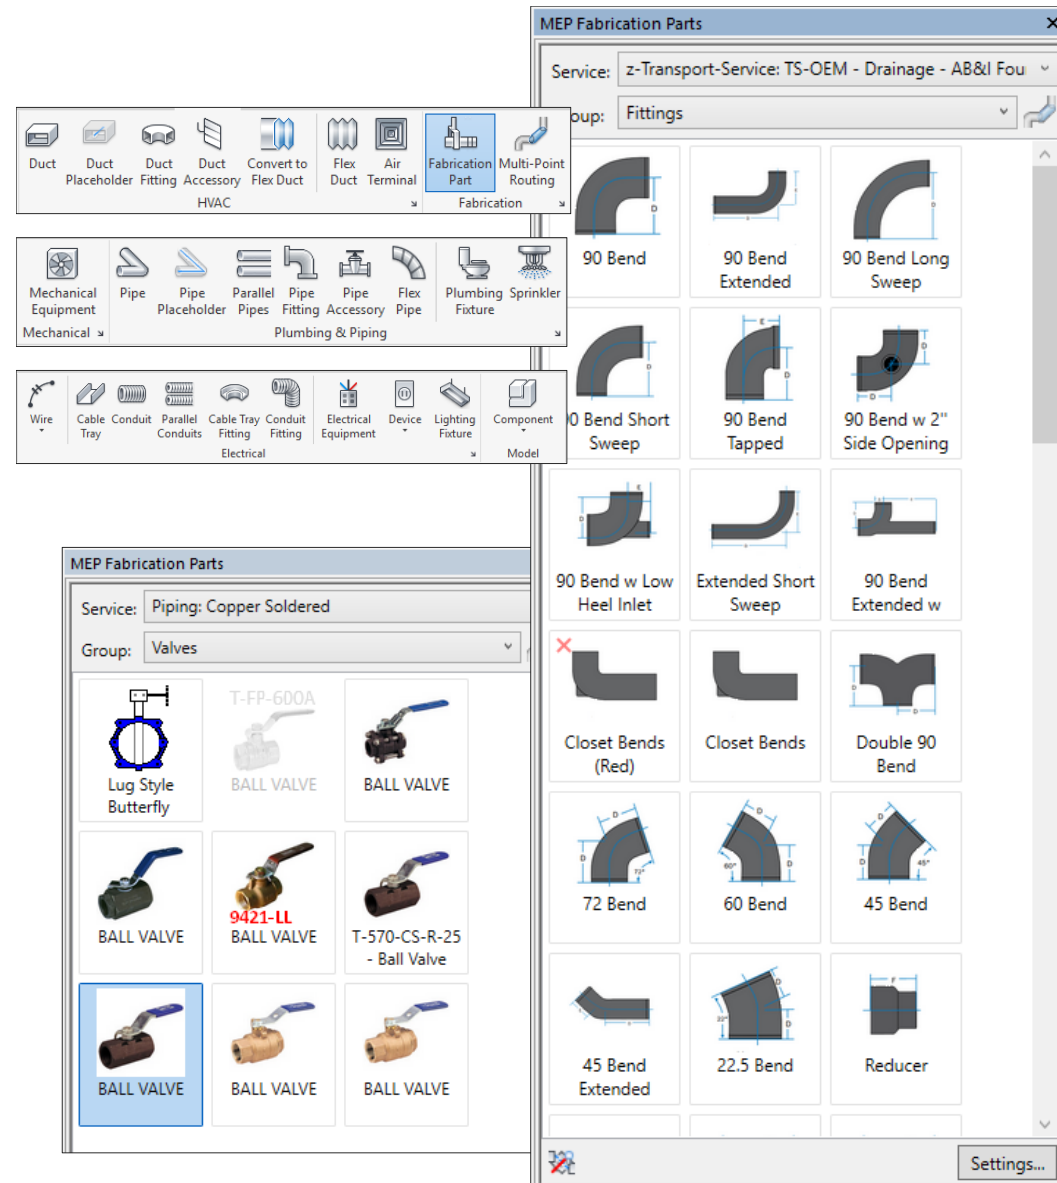 MEP Fabrication Parts
Service: z-Transport-Service: TS-OEM - Drainage - AB&I Fou
Fittings
Duct
Duct
Placeholder
Duct
Fitting
Duct
Accessory
Convert to
Flex Duct
Flex
Duct
Air
Terminal
Fabrication
Part
Multi-Point
Routing
HVAC
Fabrication
Mechanical
Equipment
Pipe
Pipe
Placeholder
Parallel
Pipes
Pipe
Fitting
Pipe
Accessory
Flex
Pipe
Plumbing
Fixture
Sprinkler
Mechanical
Plumbing & Piping
Wire
Cable
Tray
Conduit
Parallel
Conduits
Cable Tray
Fitting
Conduit
Fitting
Electrical
Equipment
Device
Lighting
Fixture
Component
Electrical
Model
90 Bend
90 Bend
Extended
90 Bend Long
Sweep
0 Bend Short
Sweep
90 Bend
Tapped
90 Bend w 2"
Side Opening
90 Bend w Low
Heel Inlet
Extended Short
Sweep
90 Bend
Extended w
Closet Bends
(Red)
Closet Bends
Double 90
Bend
72°
72 Bend
60°
60 Bend
45°
45 Bend
45 Bend
Extended
22°
22.5 Bend
Reducer
Settings...
MEP Fabrication Parts
Service: Piping: Copper Soldered
Group: Valves
Lug Style
Butterfly
T-FP-600A
BALL VALVE
BALL VALVE
BALL VALVE
9421-LL
BALL VALVE
T-570-CS-R-25
- Ball Valve
BALL VALVE
BALL VALVE
BALL VALVE